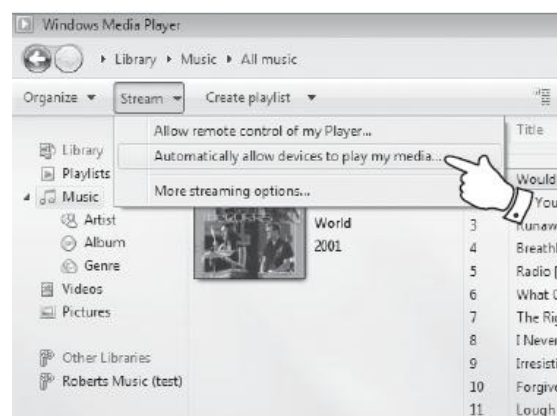 Windows Media Player
Library ▸ Music ▸ All music
Organize ▾ Stream ▾ Create playlist ▾
Allow remote control of my Player...
Automatically allow devices to play my media...
More streaming options...
Library
Playlists
Music
Artist
Album
Genre
Videos
Pictures
Other Libraries
Roberts Music (test)
World
2001
Title
Would
You
3
4 Breath
5 Radio [
6 What
7 The Ri
8 I Never
9 Irresisti
10 Forgive
11 Lough